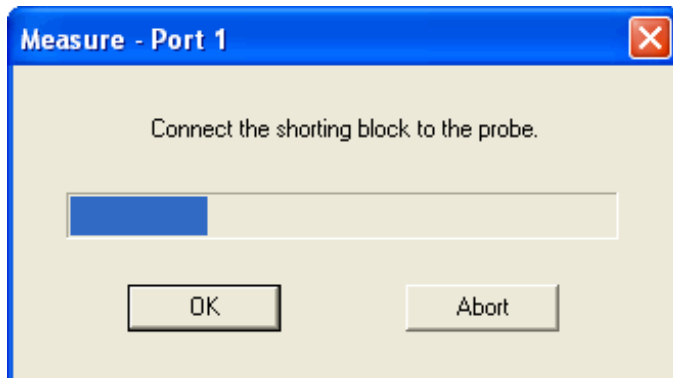 Measure - Port 1
Connect the shorting block to the probe.
OK
Abort